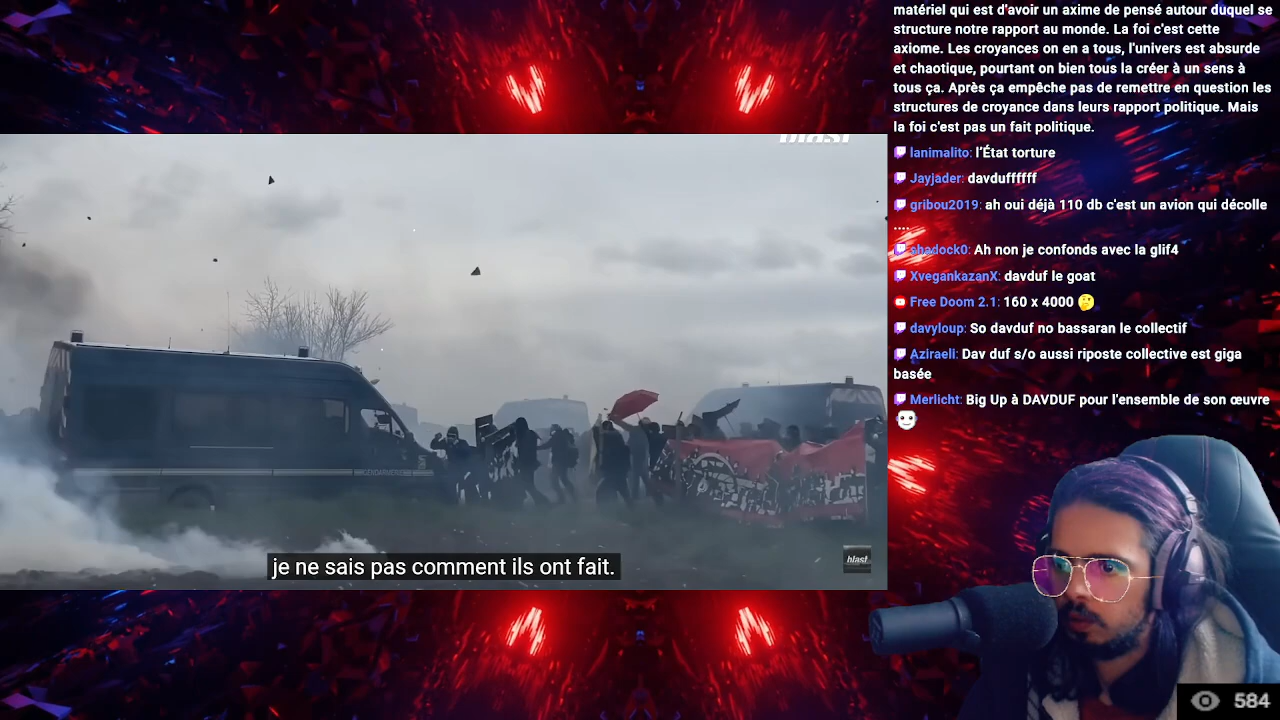 matériel qui est d'avoir un axime de pensé autour duquel se
structure notre rapport au monde. La foi c'est cette
axiome. Les croyances on en a tous, l'univers est absurde
et chaotique, pourtant on bien tous la créer à un sens à
tous ça. Après ça empêche pas de remettre en question les
structures de croyance dans leurs rapport politique. Mais
la foi c'est pas un fait politique.
lanimalito: l'État torture
Jayjader: davduffffff
gribou2019: ah oui déjà 110 db c'est un avion qui décolle
....
shadock0: Ah non je confonds avec la glif4
XvegankazanX: davduf le goat
Free Doom 2.1: 160 x 4000 🤔
davyloup: So davduf no bassaran le collectif
Aziraeli: Dav duf s/o aussi riposte collective est giga
basée
Merlicht: Big Up à DAVDUF pour l'ensemble de son œuvre
blast
GENDARMERIE
blast
je ne sais pas comment ils ont fait.
584